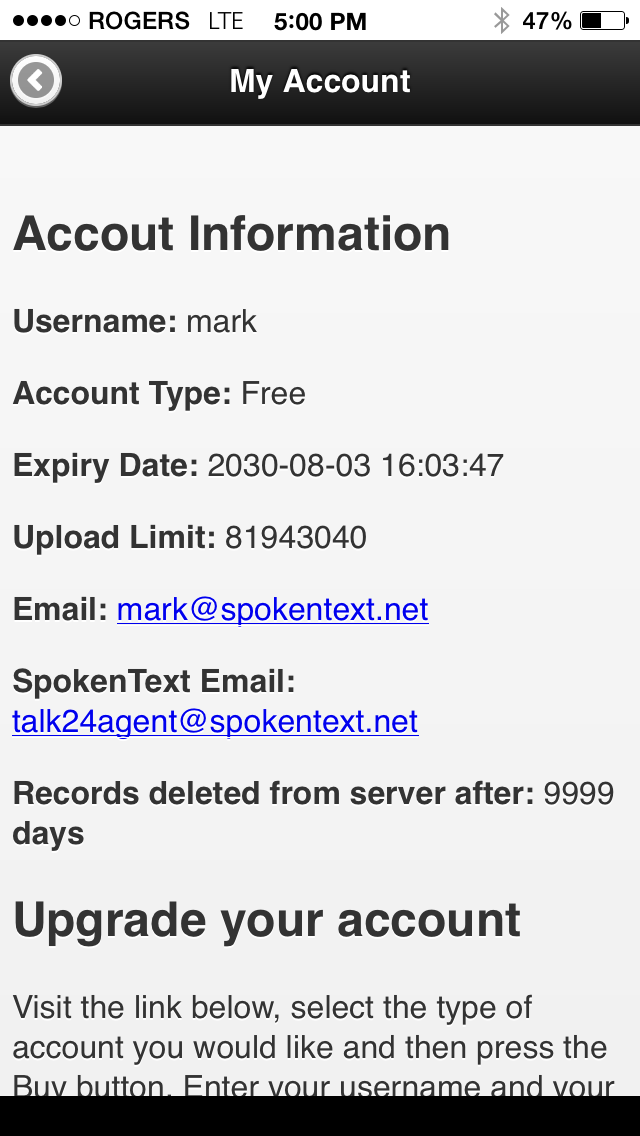 ROGERS LTE 5:00 PM 47%
My Account
Accout Information
Username: mark
Account Type: Free
Expiry Date: 2030-08-03 16:03:47
Upload Limit: 81943040
Email: mark@spokentext.net
SpokenText Email:
talk24agent@spokentext.net
Records deleted from server after: 9999
days
Upgrade your account
Visit the link below, select the type of
account you would like and then press the
Buy button. Enter your username and your